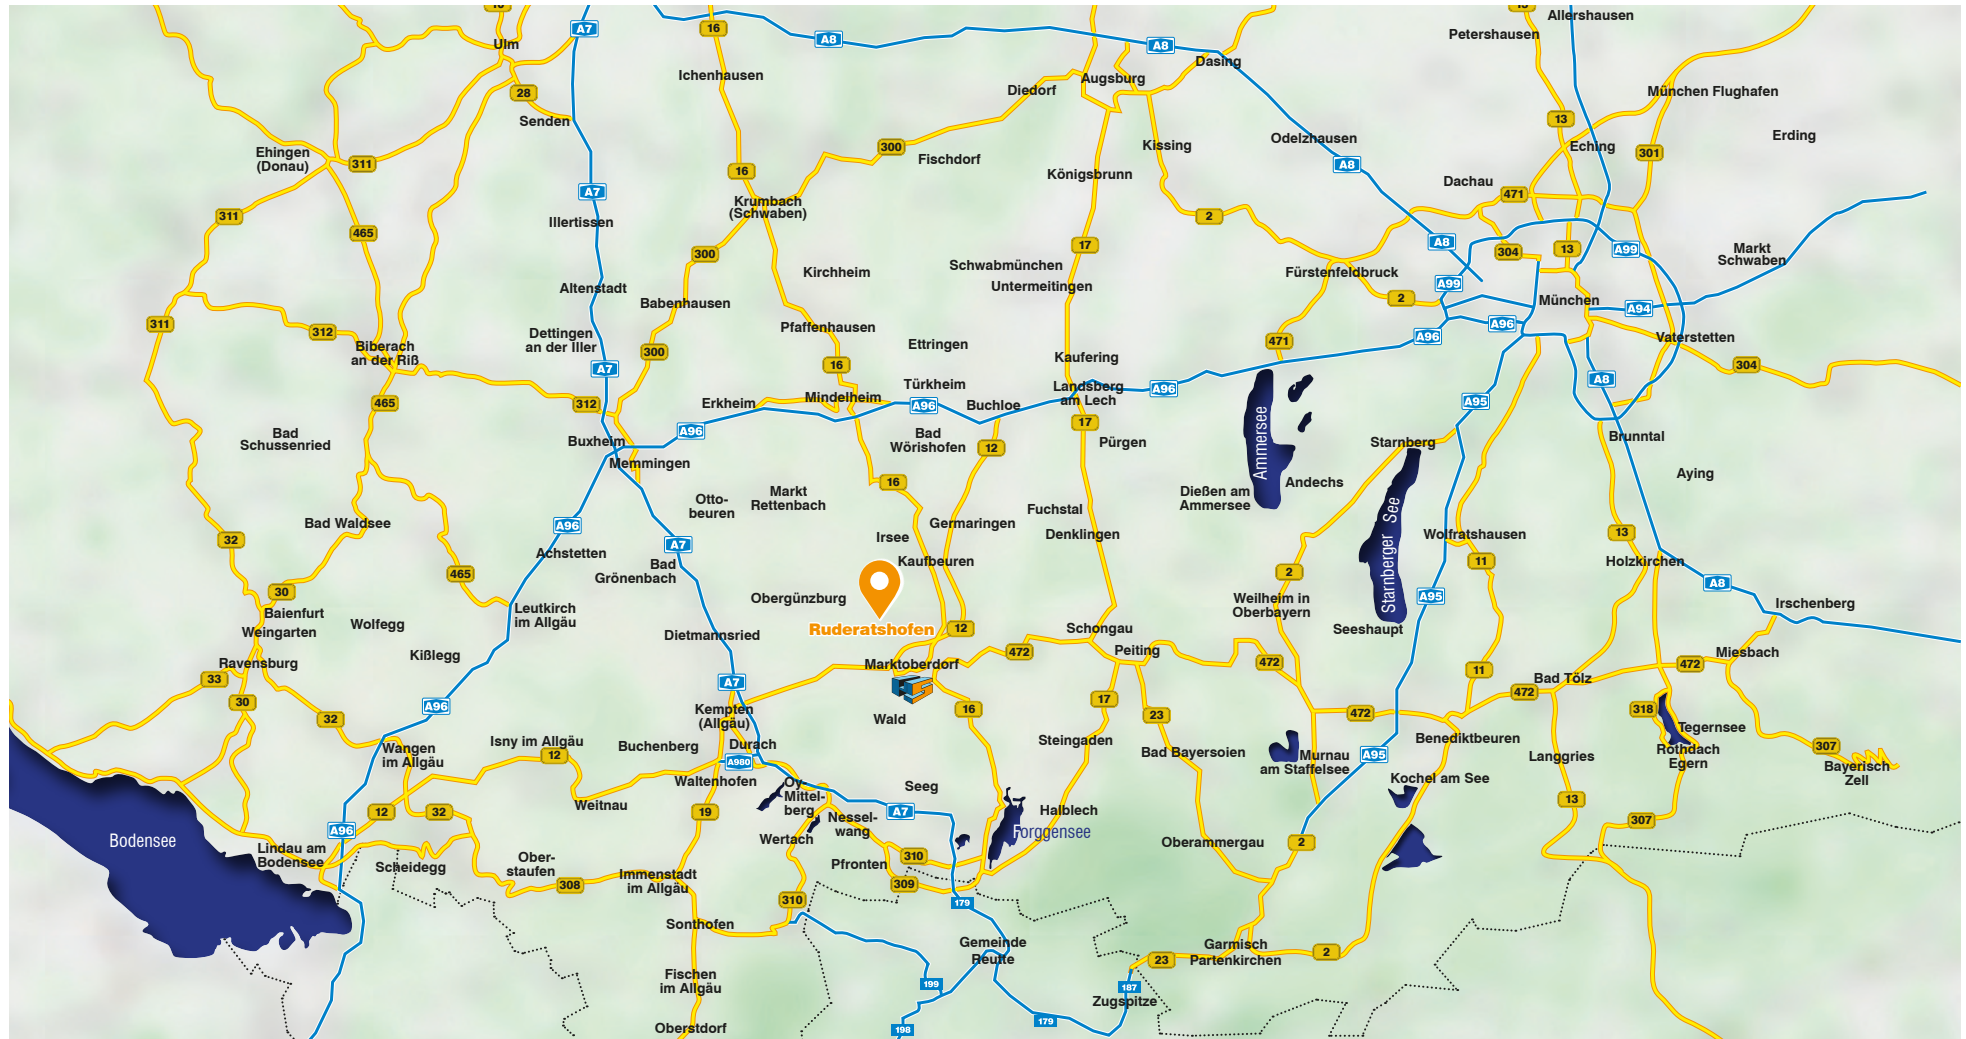 10
A7
16
A8
A8
13
Allershausen
Petershausen
Ulm
Dasing
Ichenhausen
Augsburg
Diedorf
München Flughafen
28
Senden
13
Erding
Odelzhausen
Eching
301
Ehingen
(Donau)
311
300
Fischdorf
Kissing
A8
16
Königsbrunn
Dachau
471
A7
Krumbach
(Schwaben)
311
Illertissen
2
465
17
A8
304
13
A99
Markt
Schwaben
300
Kirchheim
Schwabmünchen
Untermeitingen
Fürstenfeldbruck
A99
Altenstadt
Babenhausen
2
München
A94
311
312
Dettingen
an der Iller
Pfaffenhausen
A96
A96
Vaterstetten
Biberach
an der Riß
300
Ettringen
471
Kaufering
16
304
A7
Türkheim
Landsberg
am Lech
A96
A8
465
312
Erkheim
Mindelheim
A96
Buchloe
A95
Bad
Schussenried
Buxheim
A96
Bad
Wörishofen
17
Pürgen
Ammersee
Starnberg
Brunntal
12
Memmingen
Aying
16
Andechs
Otto-
beuren
Markt
Rettenbach
Dießen am
Ammersee
Bad Waldsee
A96
Fuchstal
Germaringen
Starnberger See
32
Irsee
Denklingen
Wolfratshausen
13
A7
Achstetten
Kaufbeuren
11
Holzkirchen
Bad
Grönenbach
465
2
A8
30
Obergünzburg
A95
Baienfurt
Leutkirch
im Allgäu
Weilheim in
Oberbayern
Irschenberg
Weingarten
Wolfegg
Ruderatshofen
12
Schongau
Seeshaupt
Dietmannsried
Kißlegg
472
Peiting
Miesbach
Ravensburg
Marktoberdorf
472
11
472
33
A7
Bad Tölz
30
A96
472
32
Kempten
(Allgäu)
Wald
16
17
23
472
318
Tegernsee
Wangen
im Allgäu
Isny im Allgäu
12
Buchenberg
Durach
Steingaden
Bad Bayersoien
Benediktbeuren
Rothdach
Egern
307
A980
Murnau
am Staffelsee
A95
Langgries
Bayerisch
Zell
Waltenhofen
Oy-
Mittel-
berg
Seeg
Kochel am See
Weitnau
13
12
32
19
A7
Halblech
Nessel-
wang
Forggensee
307
Bodensee
A96
Wertach
Oberammergau
2
Lindau am
Bodensee
Scheidegg
Ober-
staufen
Pfronten
310
308
Immenstadt
im Allgäu
309
310
179
Sonthofen
Gemeinde
Reutte
Garmisch
Partenkirchen
23
2
Fischen
im Allgäu
199
187
Zugspitze
Oberstdorf
198
179